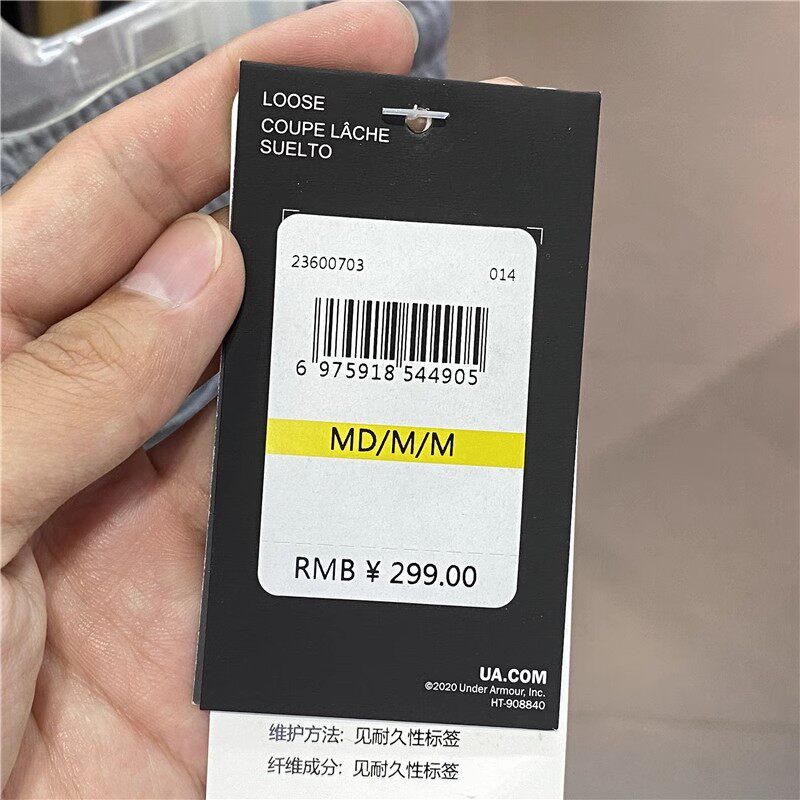 LOOSE
COUPE LÂCHE
SUELTO
23600703 014
6 975918 544905
MD/M/M
RMB ¥ 299.00
UA.COM
©2020 Under Armour, Inc.
HT-908840
维护方法: 见耐久性标签
纤维成分: 见耐久性标签